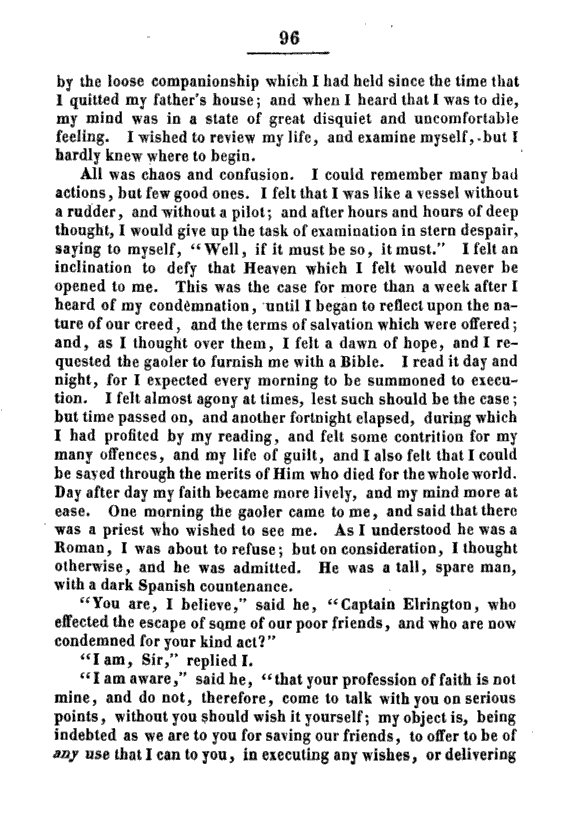 96
by the loose companionship which I had held since the time that
I quitted my father's house; and when I heard that I was to die,
my mind was in a state of great disquiet and uncomfortable
feeling. I wished to review my life, and examine myself, but I
hardly knew where to begin.
All was chaos and confusion. I could remember many bad
actions, but few good ones. I felt that I was like a vessel without
a rudder, and without a pilot; and after hours and hours of deep
thought, I would give up the task of examination in stern despair,
saying to myself, “Well, if it must be so, it must.” I felt an
inclination to defy that Heaven which I felt would never be
opened to me. This was the case for more than a week after I
heard of my condemnation, until I began to reflect upon the na-
ture of our creed, and the terms of salvation which were offered;
and, as I thought over them, I felt a dawn of hope, and I re-
quested the gaoler to furnish me with a Bible. I read it day and
night, for I expected every morning to be summoned to execu-
tion. I felt almost agony at times, lest such should be the case;
but time passed on, and another fortnight elapsed, during which
I had profited by my reading, and felt some contrition for my
many offences, and my life of guilt, and I also felt that I could
be saved through the merits of Him who died for the whole world.
Day after day my faith became more lively, and my mind more at
ease. One morning the gaoler came to me, and said that there
was a priest who wished to see me. As I understood he was a
Roman, I was about to refuse; but on consideration, I thought
otherwise, and he was admitted. He was a tall, spare man,
with a dark Spanish countenance.
“You are, I believe,” said he, “Captain Elrington, who
effected the escape of some of our poor friends, and who are now
condemned for your kind act?”
“I am, Sir,” replied I.
“I am aware,” said he, “that your profession of faith is not
mine, and do not, therefore, come to talk with you on serious
points, without you should wish it yourself; my object is, being
indebted as we are to you for saving our friends, to offer to be of
any use that I can to you, in executing any wishes, or delivering